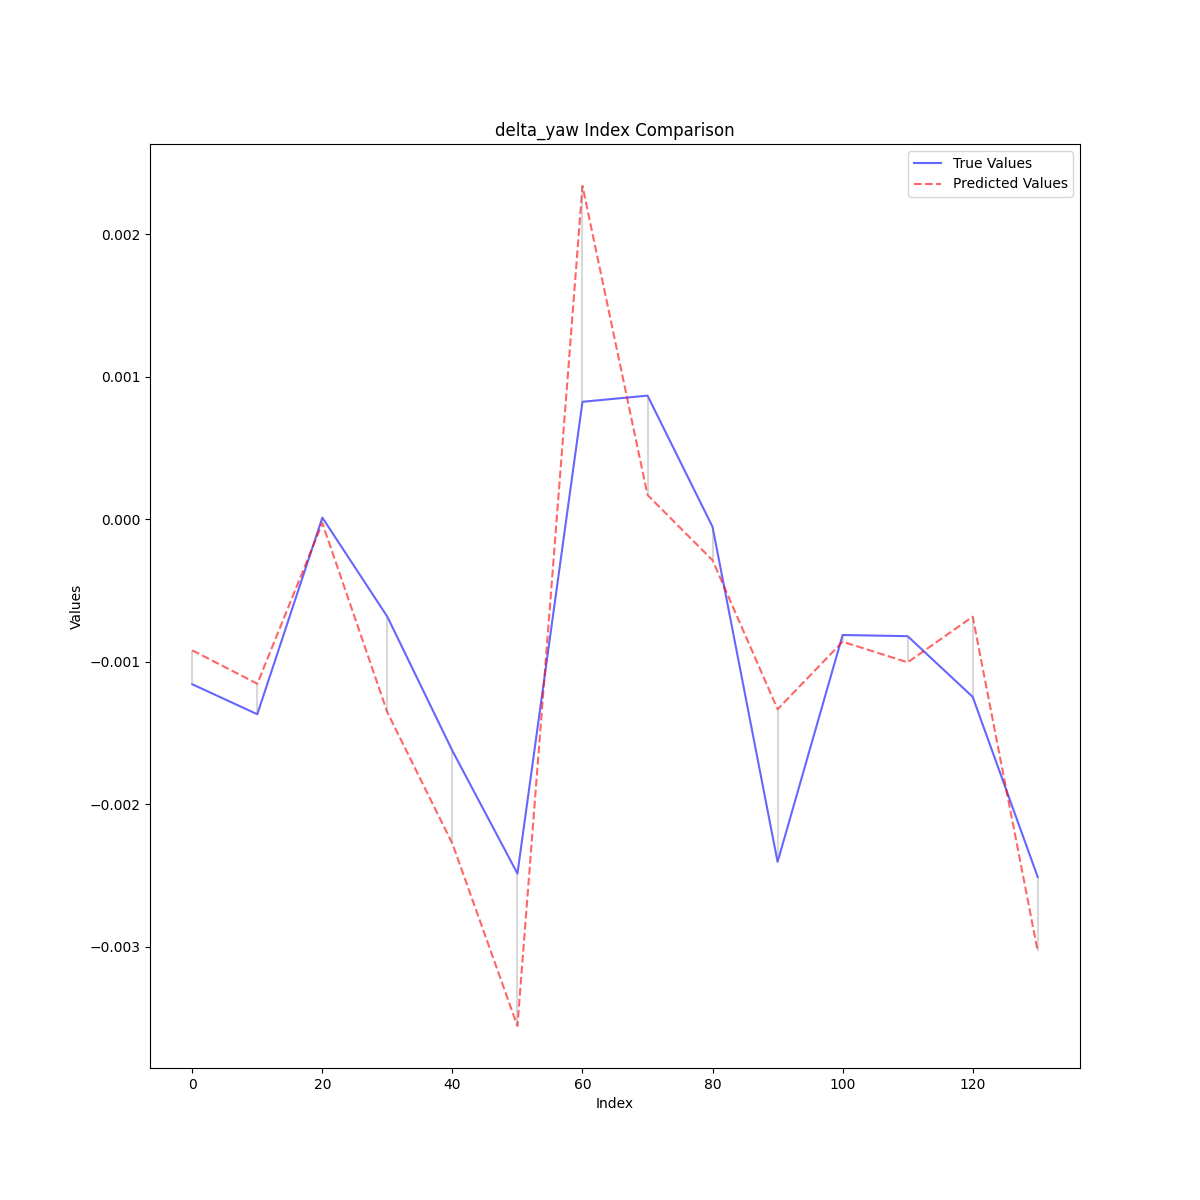 delta_yaw Index Comparison
True Values
Predicted Values
0.002
0.001
0.000
−0.001
−0.002
−0.003
Values
0 20 40 60 80 100 120
Index